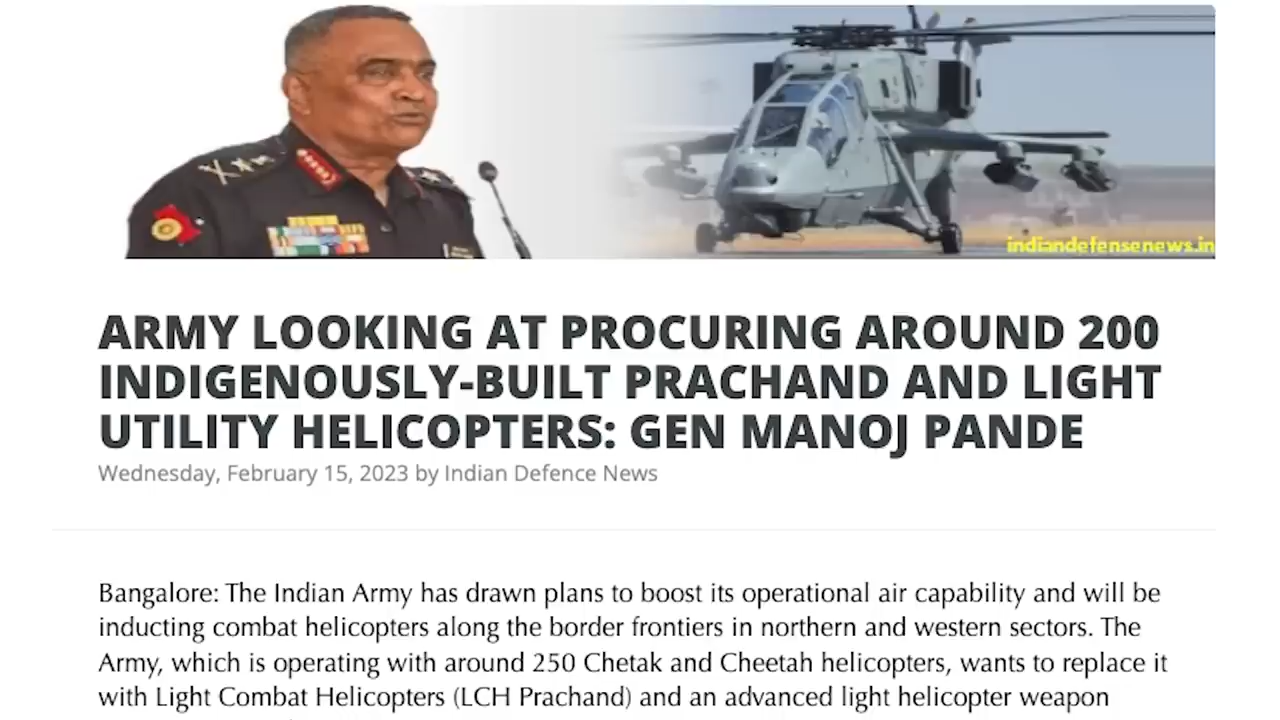 indiandefensenews.in
ARMY LOOKING AT PROCURING AROUND 200
INDIGENOUSLY-BUILT PRACHAND AND LIGHT
UTILITY HELICOPTERS: GEN MANOJ PANDE
Wednesday, February 15, 2023 by Indian Defence News
Bangalore: The Indian Army has drawn plans to boost its operational air capability and will be
inducting combat helicopters along the border frontiers in northern and western sectors. The
Army, which is operating with around 250 Chetak and Cheetah helicopters, wants to replace it
with Light Combat Helicopters (LCH Prachand) and an advanced light helicopter weapon